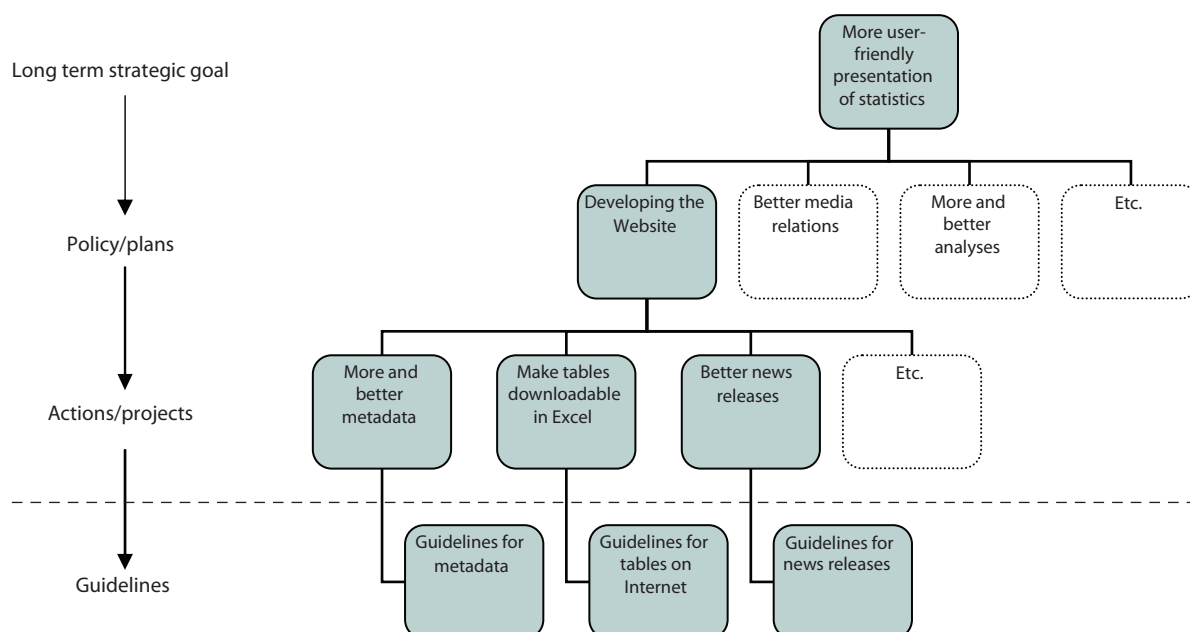 More user-
friendly
presentation
of statistics
Long term strategic goal
Developing the
Website
Better media
relations
More and
better
analyses
Etc.
Policy/plans
More and
better
metadata
Make tables
downloadable
in Excel
Better news
releases
Etc.
Actions/projects
Guidelines for
metadata
Guidelines for
tables on
Internet
Guidelines for
news releases
Guidelines